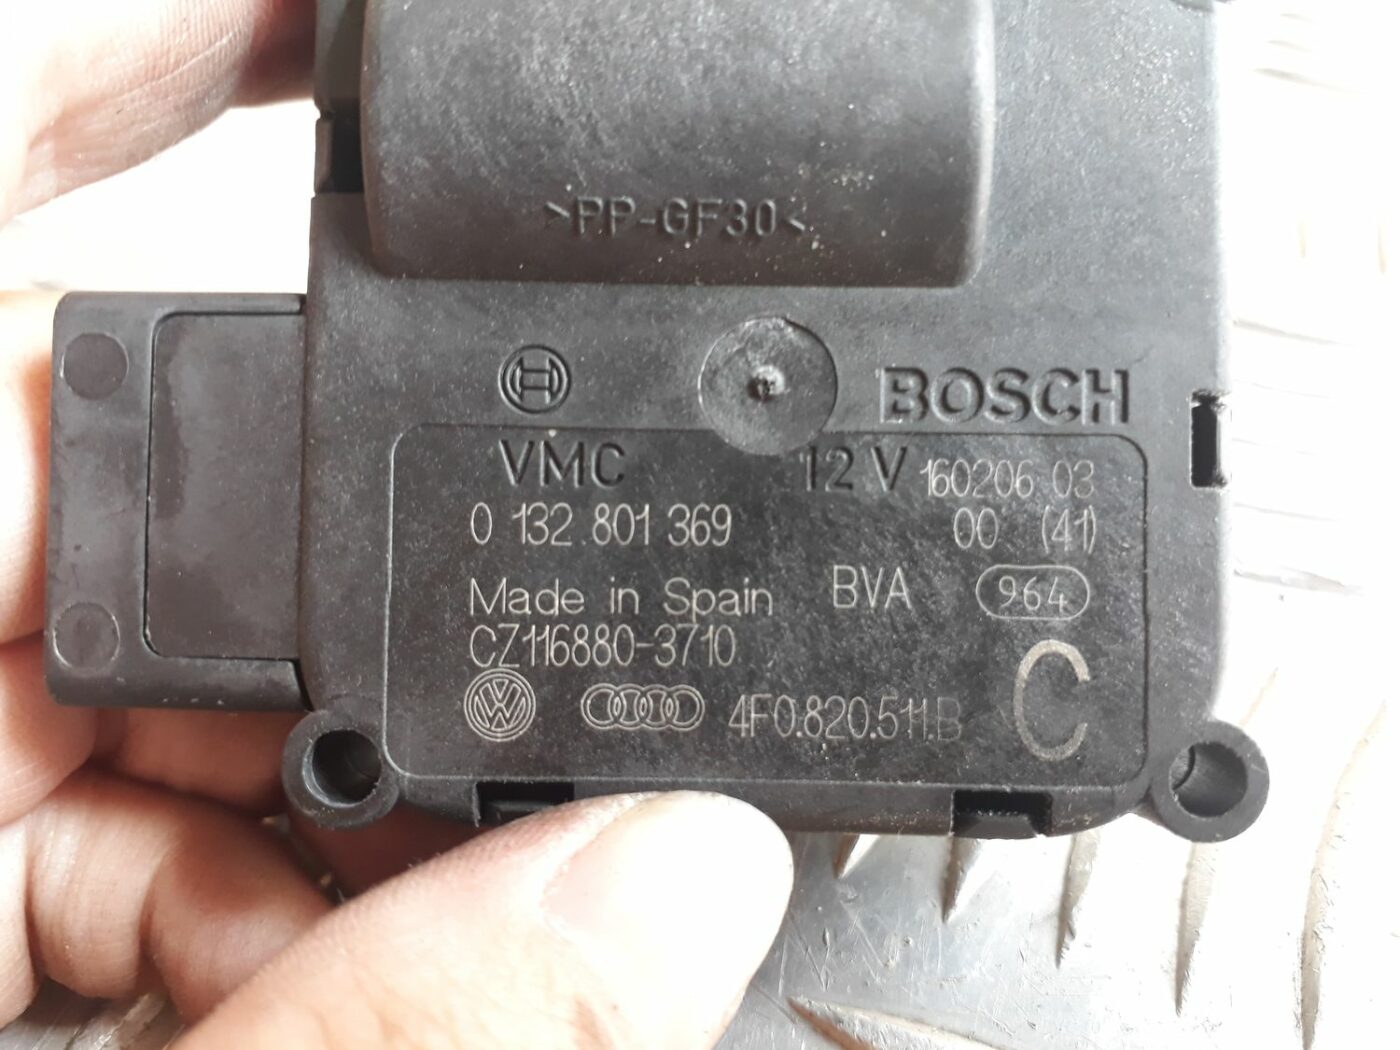 >PP-GF30<
BOSCH
VMC 12 V 160206 03
0 132 801 369 00 (41)
Made in Spain BVA 964
CZ116880-3710 C
4F0.820.511.B